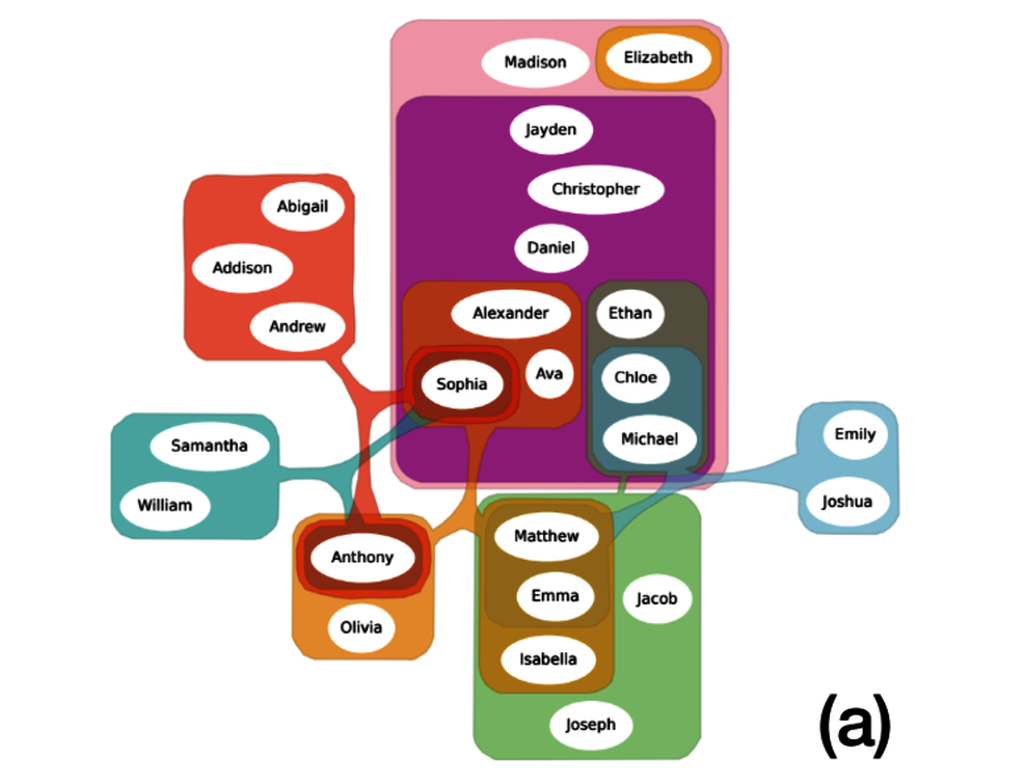 Madison
Elizabeth
Jayden
Christopher
Daniel
Abigail
Addison
Andrew
Alexander
Ethan
Sophia
Ava
Chloe
Michael
Samantha
William
Emily
Joshua
Anthony
Olivia
Matthew
Emma
Jacob
Isabella
Joseph
(a)